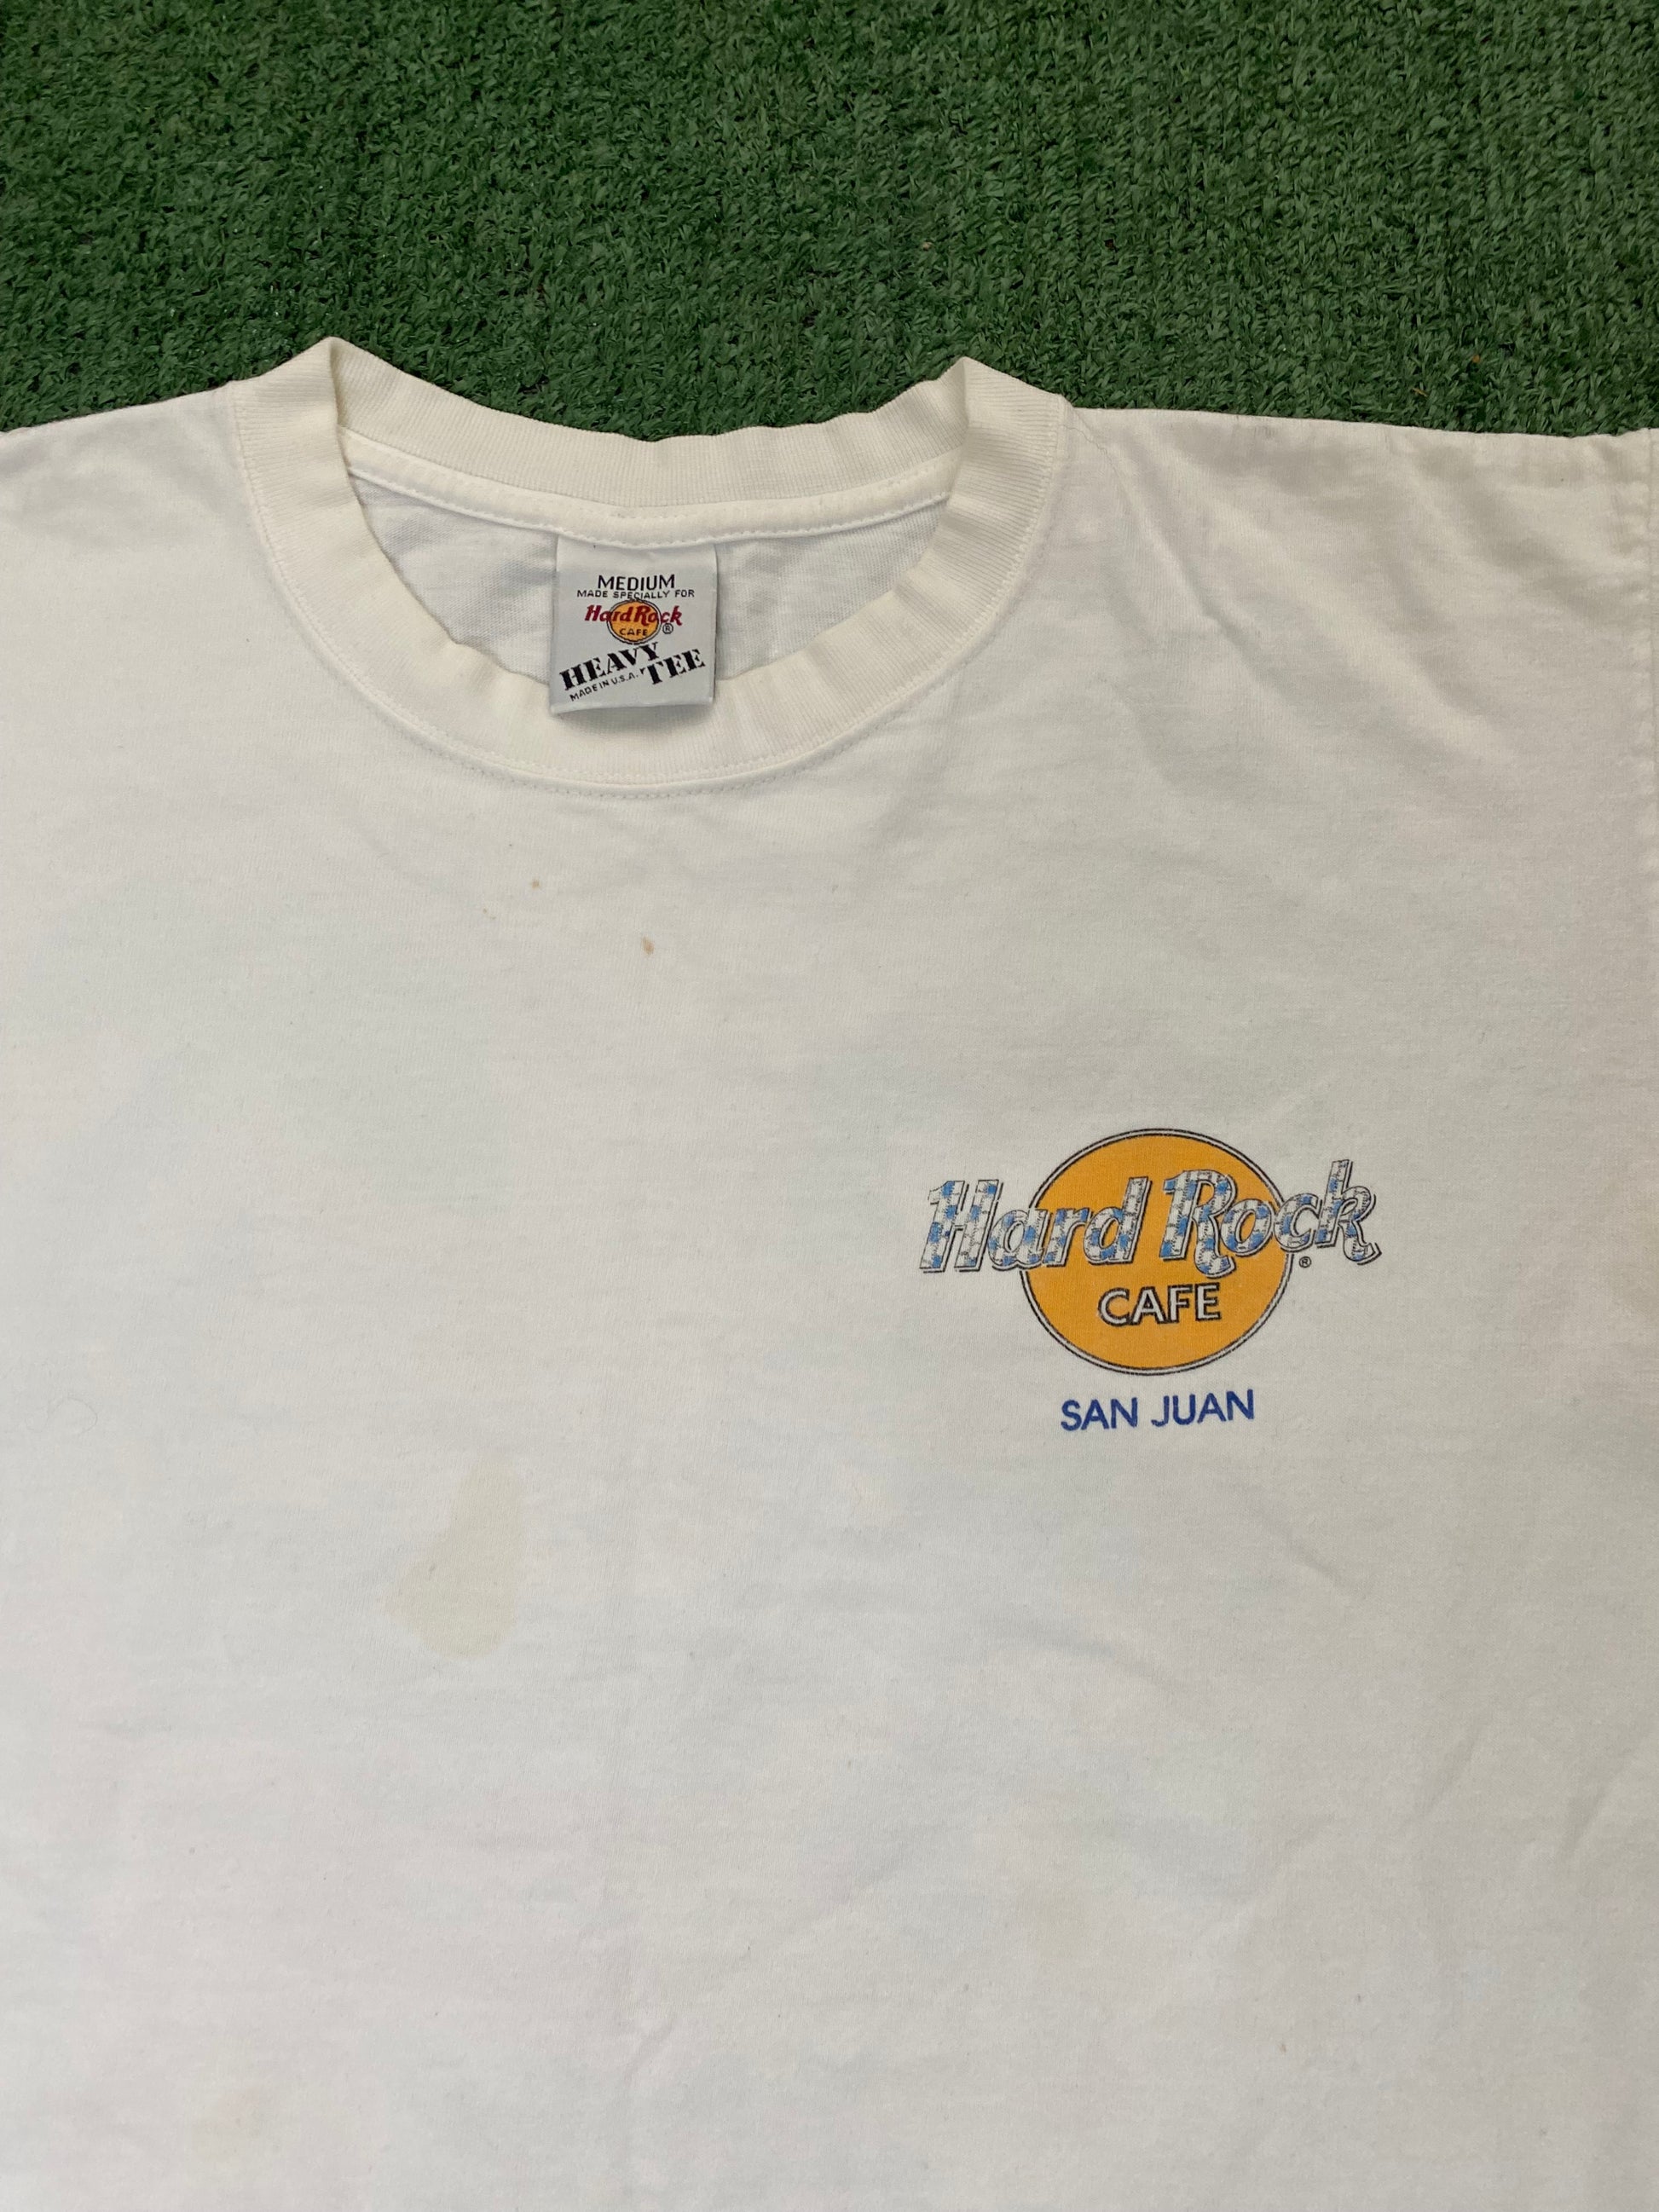 MEDIUM
MADE SPECIALLY FOR
Hard Rock
CAFE ®
HEAVY
TEE
MADE IN U.S.A.
Hard Rock
®
CAFE
SAN JUAN